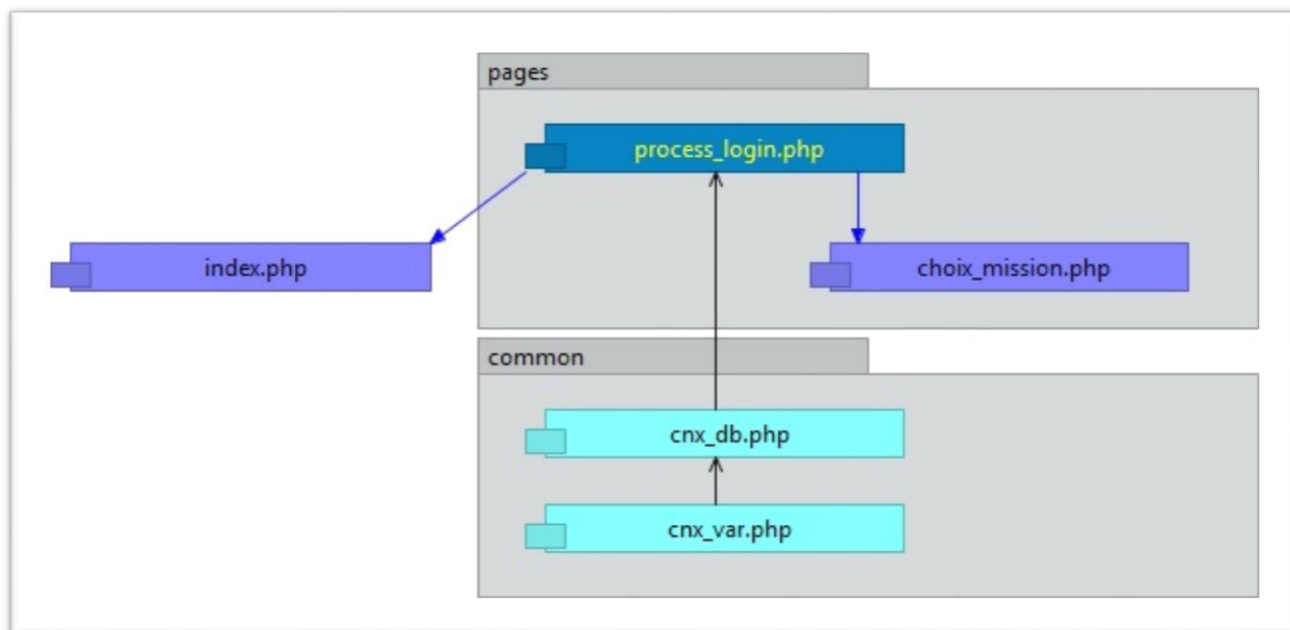 pages
process_login.php
index.php
choix_mission.php
common
cnx_db.php
cnx_var.php